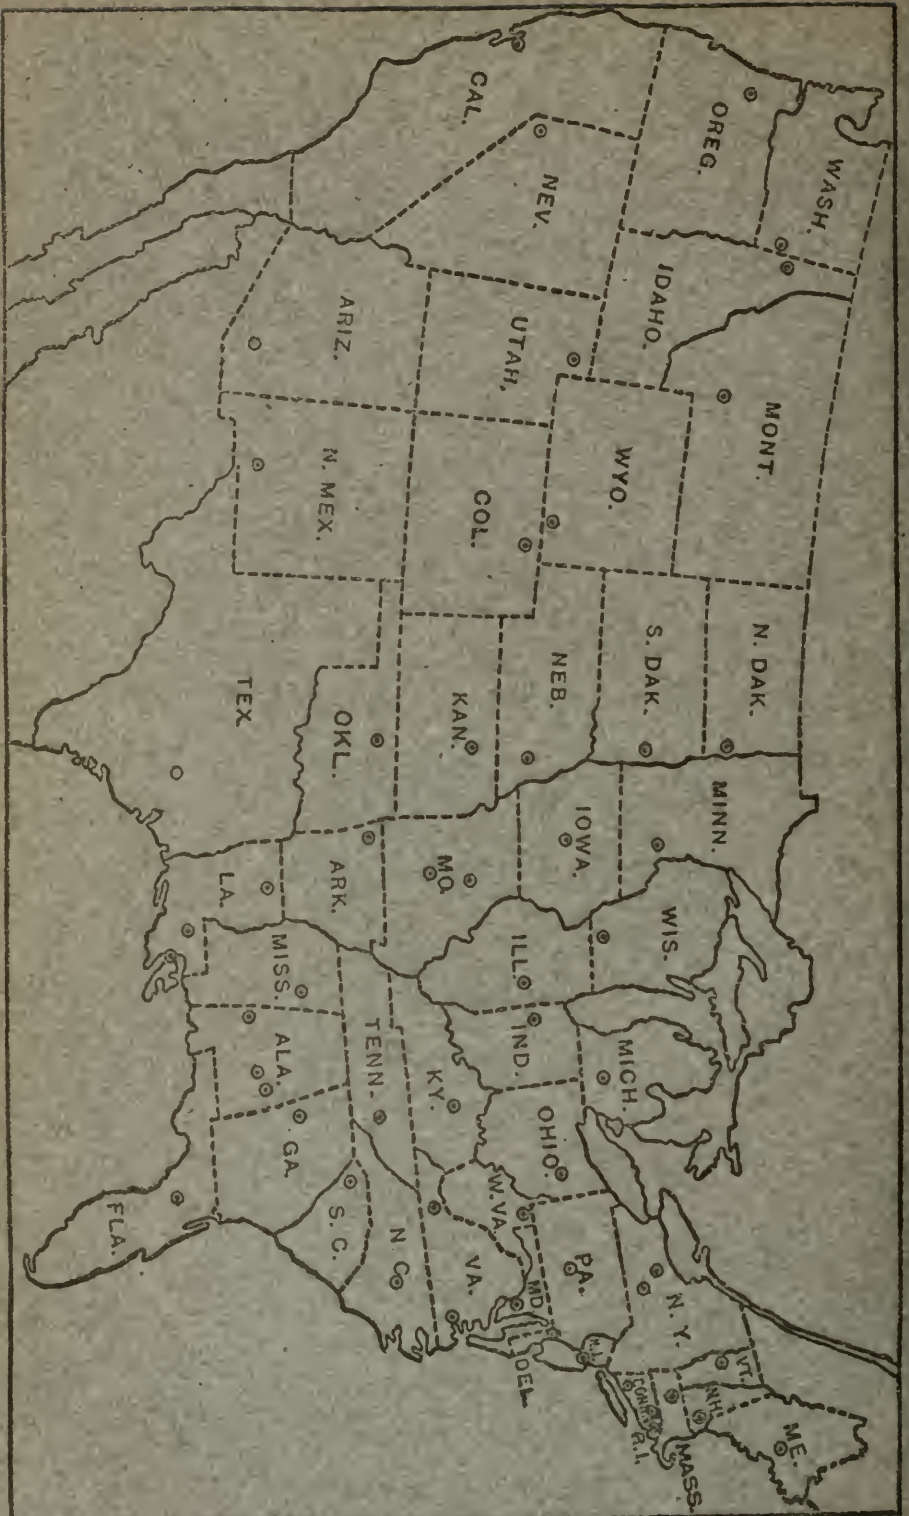 WASH.
OREG.
CAL.
NEV.
IDAHO.
MONT.
WYO.
UTAH,
ARIZ.
COL.
N. MEX.
N. DAK.
S. DAK.
NEB.
KAN.
OKL.
TEX.
MINN.
IOWA.
MO.
ARK.
LA.
WIS.
ILL.
MICH.
IND.
OHIO.
KY.
TENN.
MISS.
ALA.
GA.
FLA.
S. C.
N. C.
VA.
W. VA.
MD.
DEL.
PA.
N. J.
N. Y.
CONN.
R. I.
MASS.
VT.
N. H.
ME.